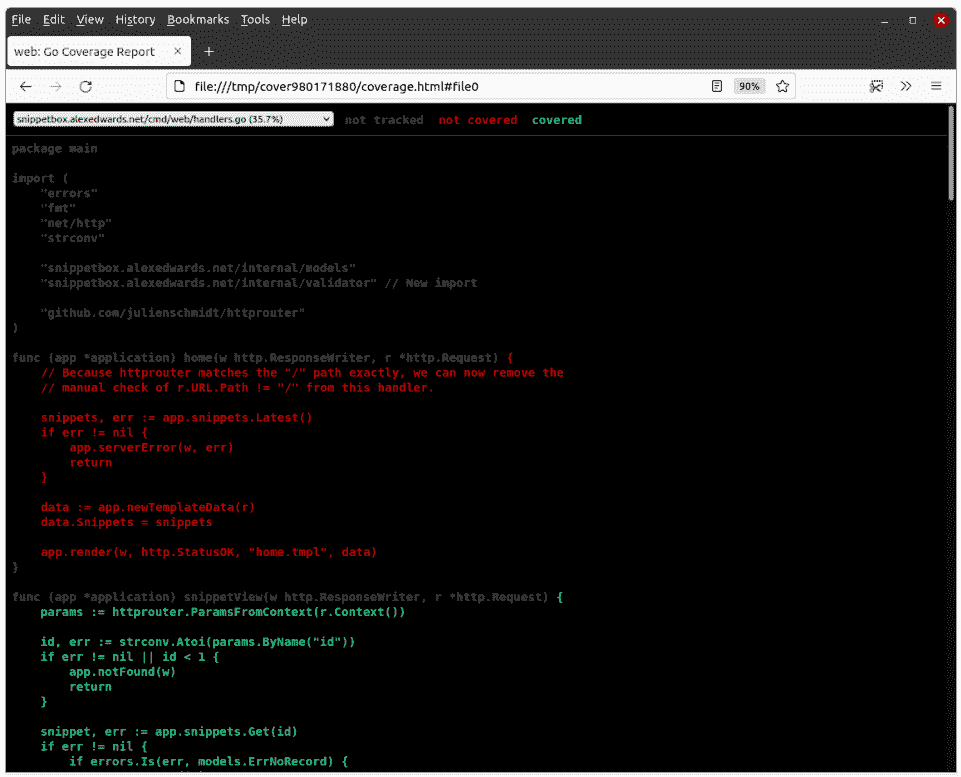 File Edit View History Bookmarks Tools Help
web: Go Coverage Report
file:///tmp/cover980171880/coverage.html#file0 90%
snippetbox.alexedwards.net/cmd/web/handlers.go (35.7%) not tracked not covered covered
package main
import (
"errors"
"fmt"
"net/http"
"strconv"
"snippetbox.alexedwards.net/internal/models"
"snippetbox.alexedwards.net/internal/validator" // New import
"github.com/julienschmidt/httprouter"
)
func (app *application) home(w http.ResponseWriter, r *http.Request) {
// Because httprouter matches the "/" path exactly, we can now remove the
// manual check of r.URL.Path != "/" from this handler.
snippets, err := app.snippets.Latest()
if err != nil {
app.serverError(w, err)
return
}
data := app.newTemplateData(r)
data.Snippets = snippets
app.render(w, http.StatusOK, "home.tmpl", data)
}
func (app *application) snippetView(w http.ResponseWriter, r *http.Request) {
params := httprouter.ParamsFromContext(r.Context())
id, err := strconv.Atoi(params.ByName("id"))
if err != nil || id < 1 {
app.notFound(w)
return
}
snippet, err := app.snippets.Get(id)
if err != nil {
if errors.Is(err, models.ErrNoRecord) {